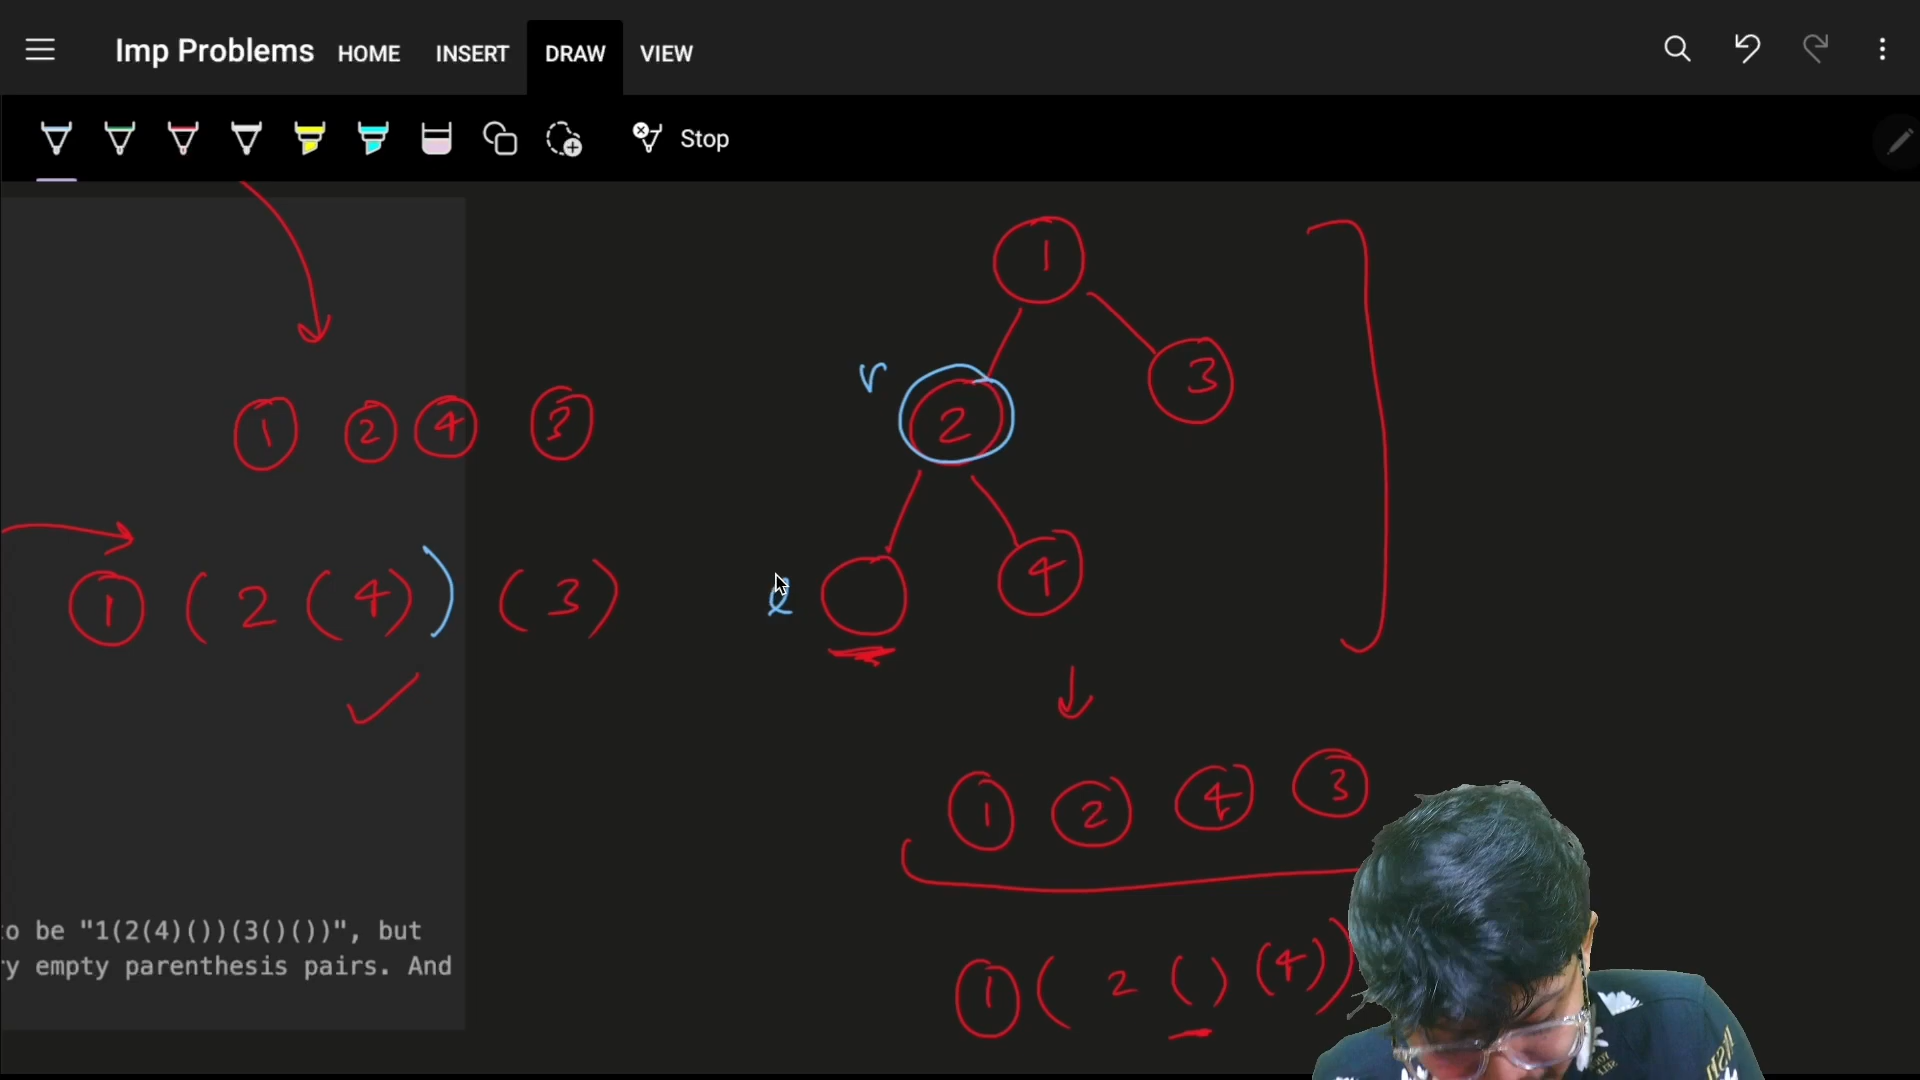 Imp Problems HOME INSERT DRAW VIEW
Stop
1
r
2 3
1 2 4 3
l 4
1 ( 2 ( 4 ) ) ( 3 )
1 2 4 3
o be "1(2(4)())(3()())", but
y empty parenthesis pairs. And
1 ( 2 ( ) ( 4 ) )